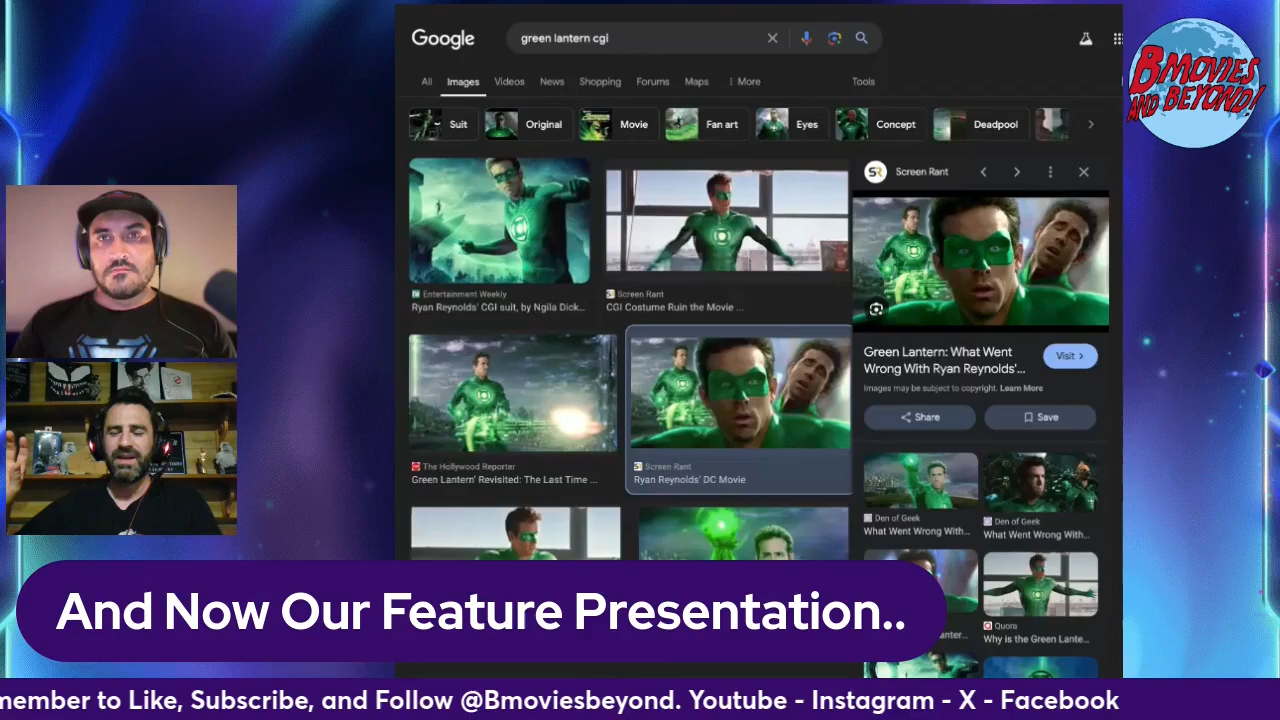 Google
green lantern cgi
All Images Videos News Shopping Forums Maps More Tools
Suit Original Movie Fan art Eyes Concept Deadpool
BMOVIES
AND BEYOND!
Entertainment Weekly
Ryan Reynolds' CGI suit, by Ngila Dick...
Screen Rant
CGI Costume Ruin the Movie ...
The Hollywood Reporter
Green Lantern' Revisited: The Last Time ...
Screen Rant
Ryan Reynolds' DC Movie
Screen Rant
Green Lantern: What Went
Wrong With Ryan Reynolds'...
Visit
Images may be subject to copyright. Learn More
Share
Save
Den of Geek
What Went Wrong With...
Den of Geek
What Went Wrong With...
anter...
Quora
Why is the Green Lante...
And Now Our Feature Presentation..
member to Like, Subscribe, and Follow @Bmoviesbeyond. Youtube - Instagram - X - Facebook